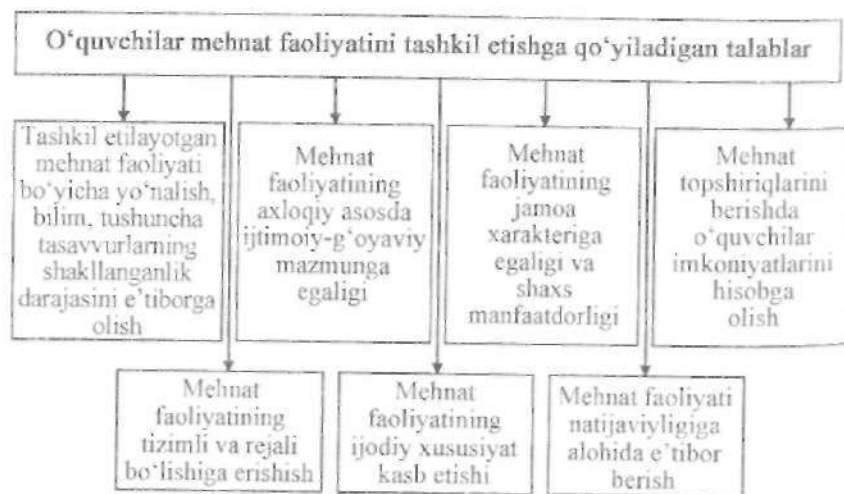 O‘quvchilar mehnat faoliyatini tashkil etishga qo‘yiladigan talablar
Tashkil etilayotgan
mehnat faoliyati
bo‘yicha yo‘nalish,
bilim, tushuncha
tasavvurlarning
shakllanganlik
darajasini e’tiborga
olish
Mehnat
faoliyatining
axloqiy asosda
ijtimoiy-g‘oyaviy
mazmunga
egaligi
Mehnat
faoliyatining
jamoa
xarakteriga
egaligi va
shaxs
manfaatdorligi
Mehnat
topshiriqlarini
berishda
o‘quvchilar
imkoniyatlarini
hisobga
olish
Mehnat
faoliyatining
tizimli va rejali
bo‘lishiga erishish
Mehnat
faoliyatining
ijodiy xususiyat
kasb etishi
Mehnat faoliyati
natijaviyligiga
alohida e’tibor
berish